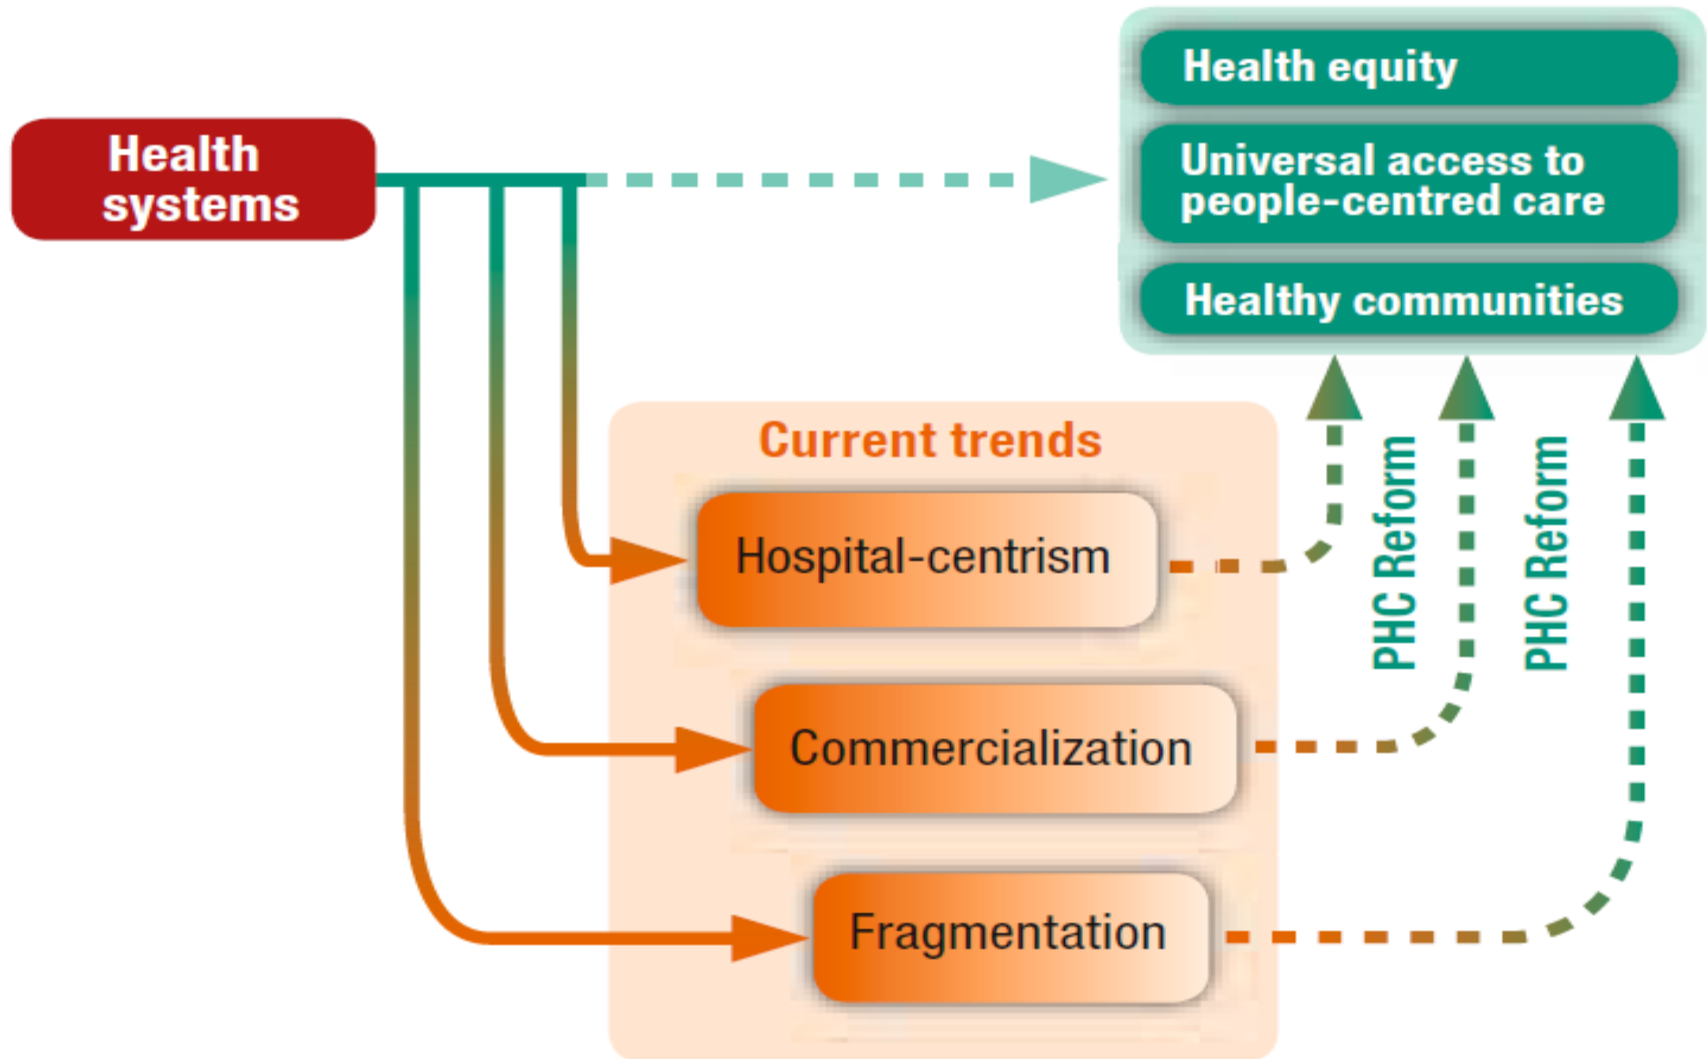 Health
systems
Health equity
Universal access to
people-centred care
Healthy communities
Current trends
Hospital-centrism
Commercialization
Fragmentation
PHC Reform
PHC Reform